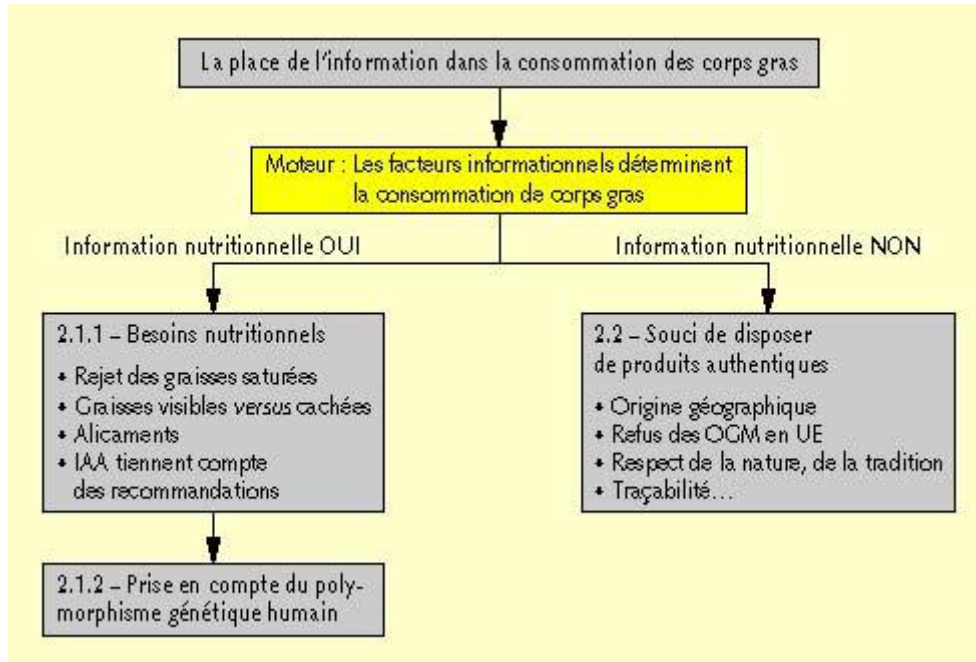 La place de l'information dans la consommation des corps gras
Moteur : Les facteurs informationnels déterminent
la consommation de corps gras
Information nutritionnelle OUI
Information nutritionnelle NON
2.1.1 – Besoins nutritionnels
• Rejet des graisses saturées
• Graisses visibles versus cachées
• Alicaments
• IAA tiennent compte
des recommandations
2.2 – Souci de disposer
de produits authentiques
• Origine géographique
• Refus des OGM en UE
• Respect de la nature, de la tradition
• Traçabilité…
2.1.2 – Prise en compte du poly-
morphisme génétique humain